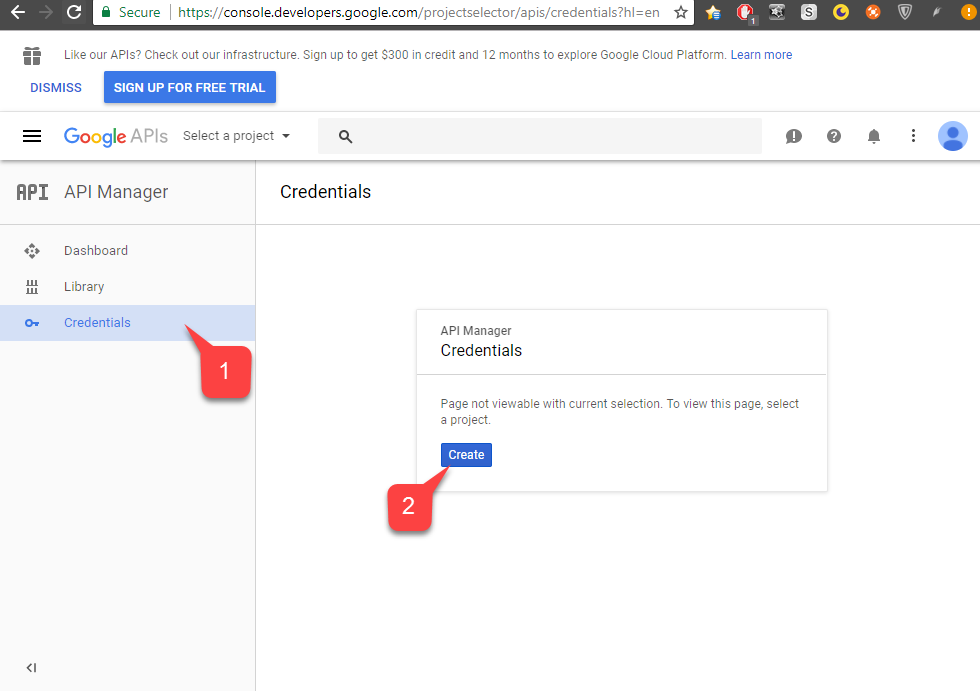 Secure https://console.developers.google.com/projectselector/apis/credentials?hl=en
1
S
Like our APIs? Check out our infrastructure. Sign up to get $300 in credit and 12 months to explore Google Cloud Platform. Learn more
DISMISS SIGN UP FOR FREE TRIAL
Google APIs Select a project
API API Manager
Credentials
Dashboard
Library
Credentials
1
API Manager
Credentials
Page not viewable with current selection. To view this page, select
a project.
Create
2